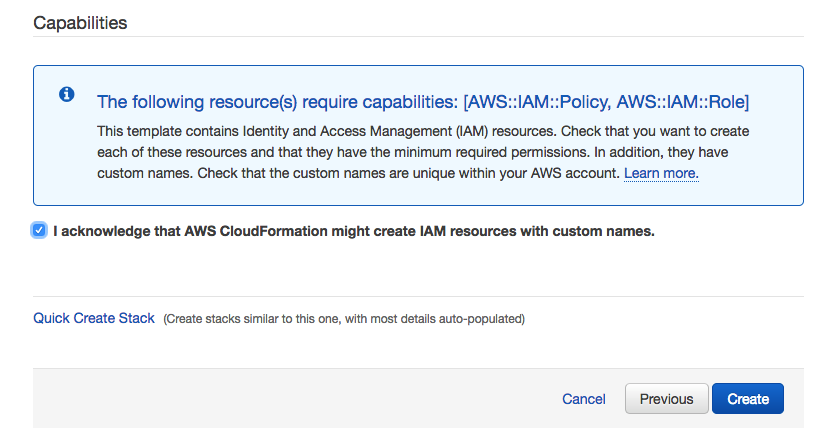 Capabilities
The following resource(s) require capabilities: [AWS::IAM::Policy, AWS::IAM::Role]
This template contains Identity and Access Management (IAM) resources. Check that you want to create
each of these resources and that they have the minimum required permissions. In addition, they have
custom names. Check that the custom names are unique within your AWS account. Learn more.
I acknowledge that AWS CloudFormation might create IAM resources with custom names.
Quick Create Stack (Create stacks similar to this one, with most details auto-populated)
Cancel Previous Create